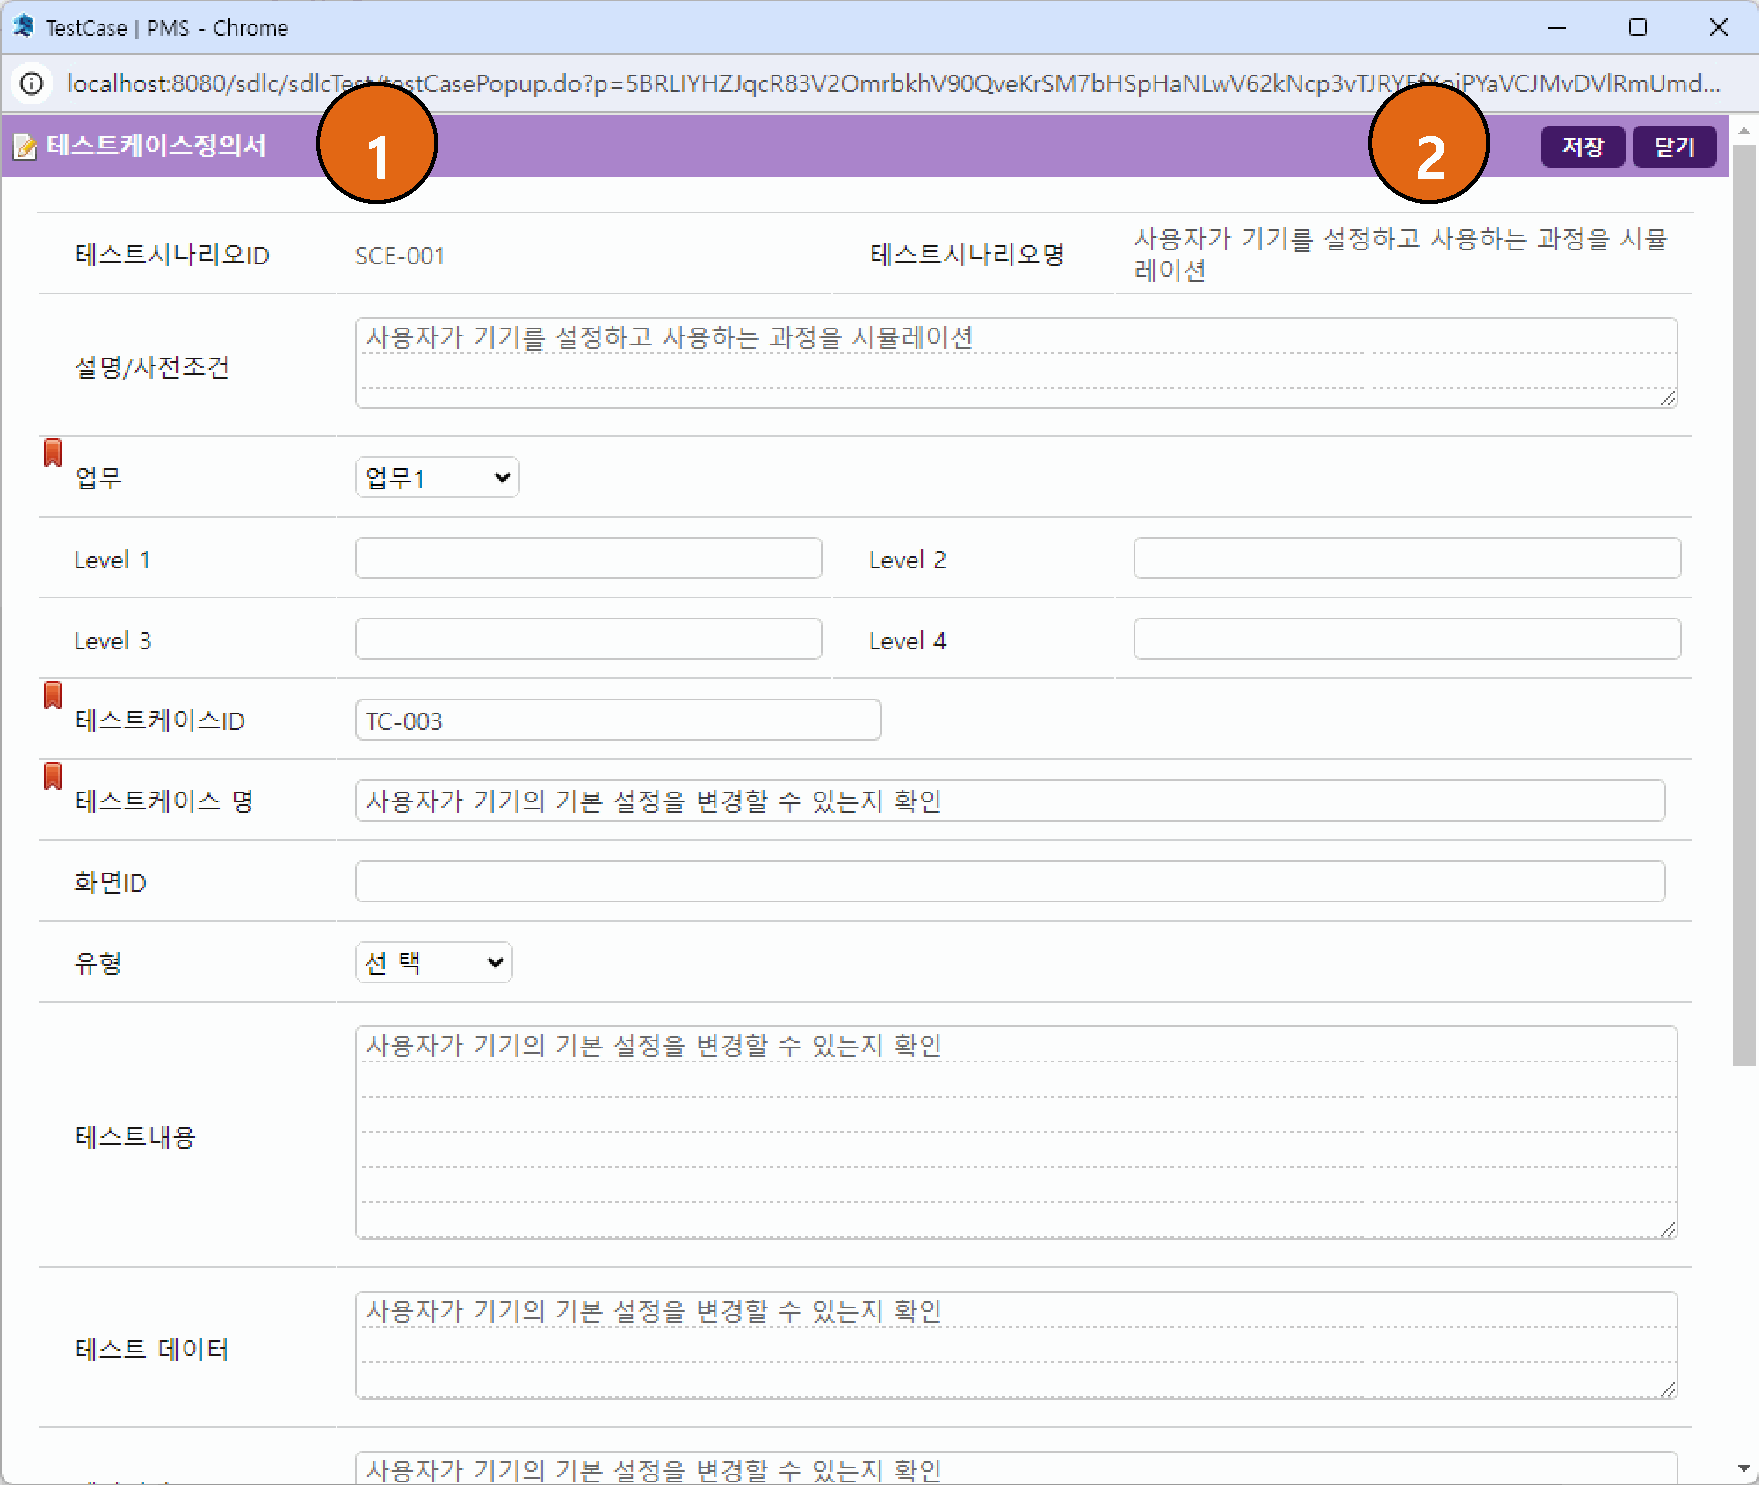 TestCase | PMS - Chrome
테스트케이스정의서
1
2
저장
닫기
테스트시나리오ID
SCE-001
테스트시나리오명
사용자가 기기를 설정하고 사용하는 과정을 시뮬
레이션
설명/사전조건
사용자가 기기를 설정하고 사용하는 과정을 시뮬레이션
업무
업무1
Level 1
Level 2
Level 3
Level 4
테스트케이스ID
TC-003
테스트케이스 명
사용자가 기기의 기본 설정을 변경할 수 있는지 확인
화면ID
유형
선 택
테스트내용
사용자가 기기의 기본 설정을 변경할 수 있는지 확인
테스트 데이터
사용자가 기기의 기본 설정을 변경할 수 있는지 확인
사용자가 기기의 기본 설정을 변경할 수 있는지 확인